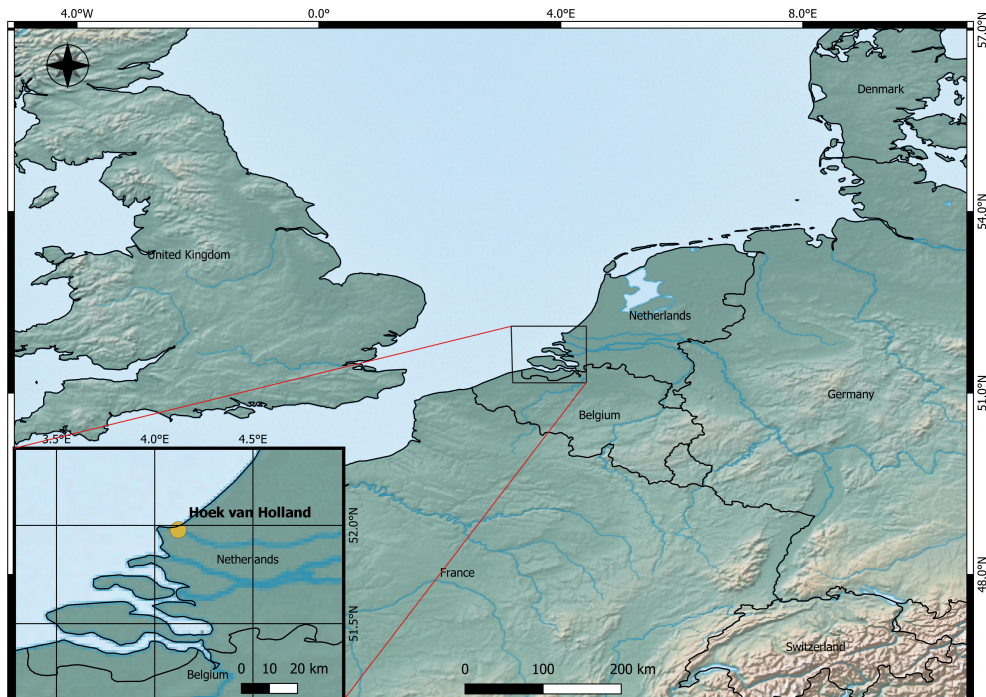 4.0°W 0.0° 4.0°E 8.0°E
57.0°N
Denmark
54.0°N
United Kingdom
Netherlands
51.0°N
Germany
Belgium
3.5°E 4.0°E 4.5°E
Hoek van Holland
52.0°N
Netherlands
France
48.0°N
51.5°N
Switzerland
Belgium
0 10 20 km
0 100 200 km